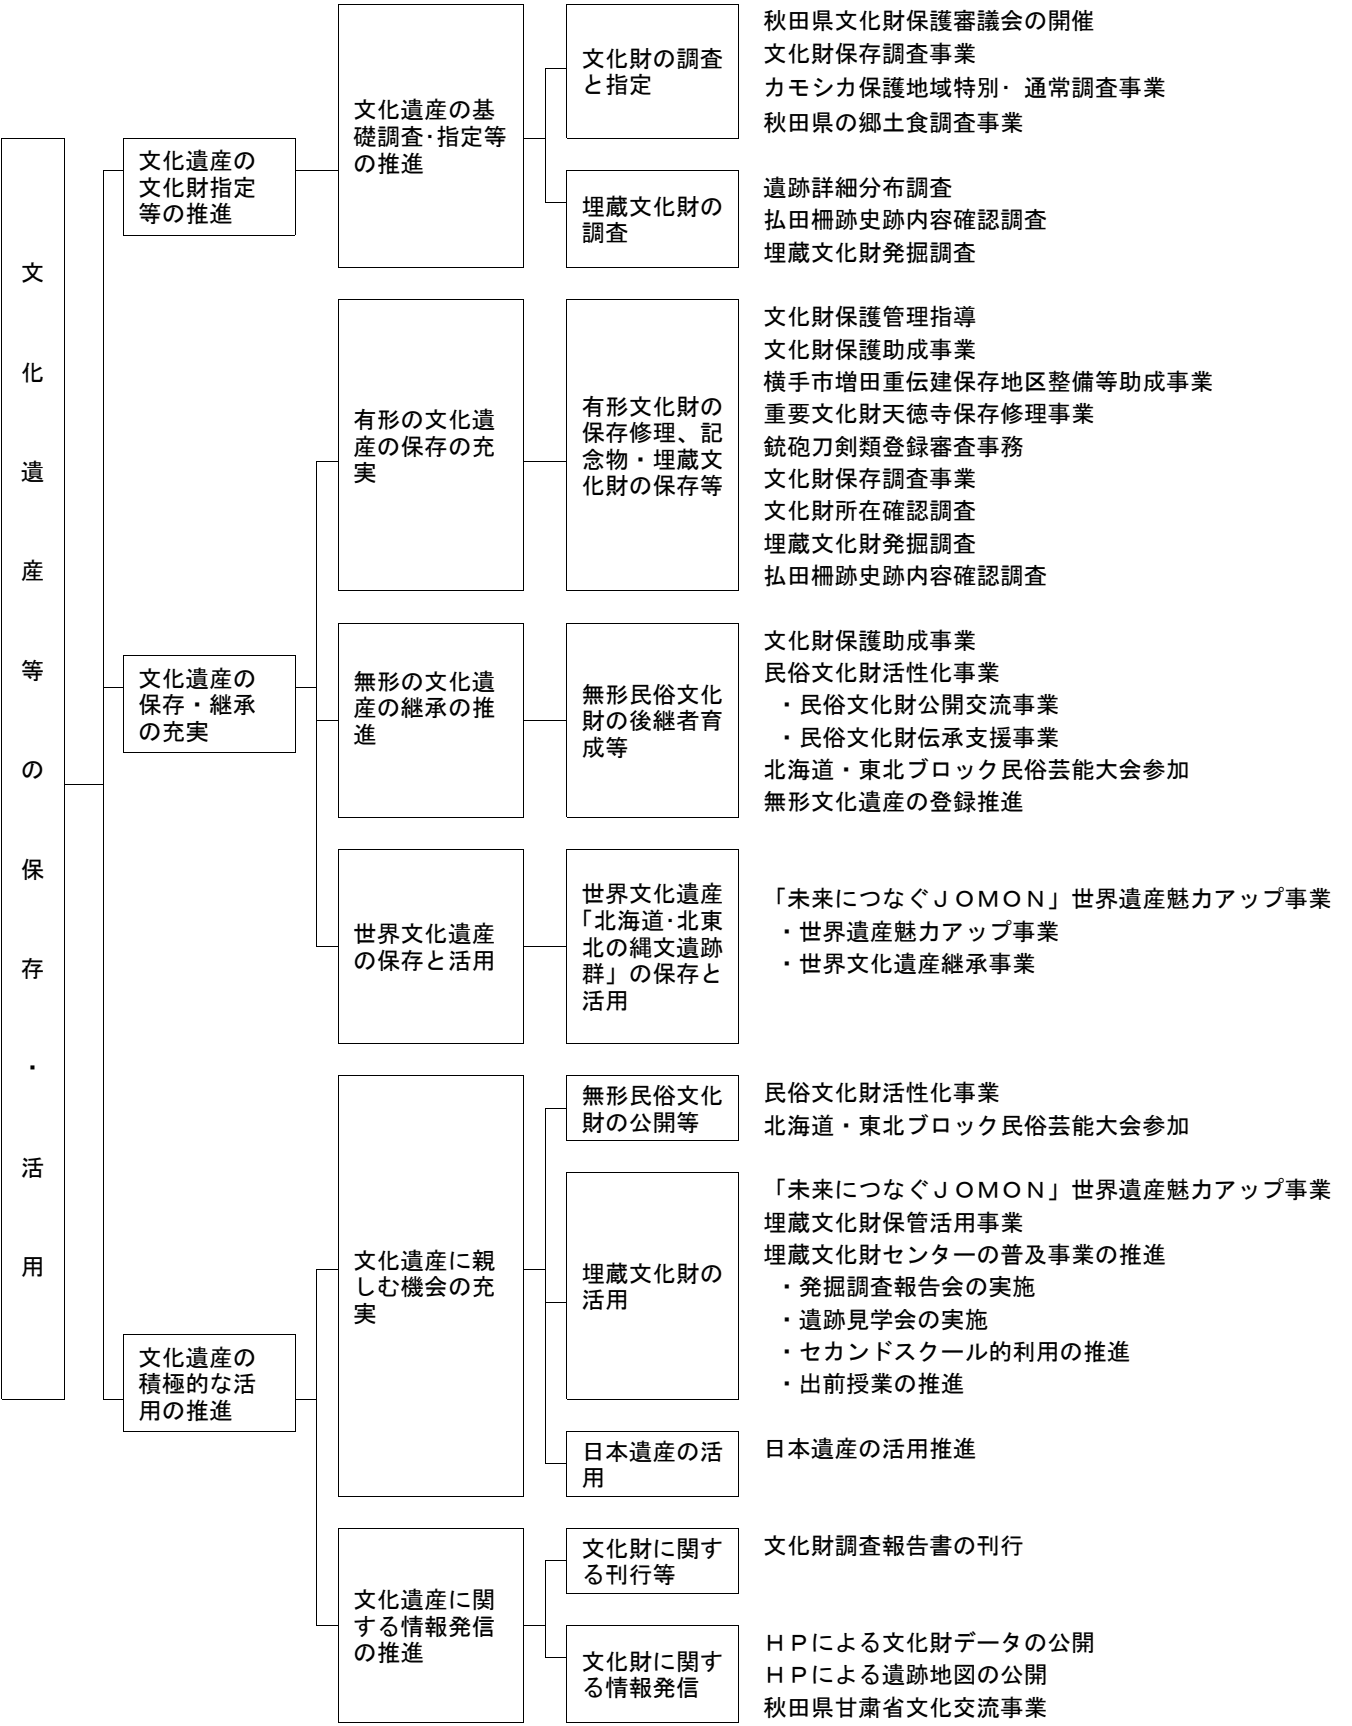 文化遺産等の保存・活用
文化遺産の
文化財指定
等の推進
文化遺産の基
礎調査･指定等
の推進
文化財の調査
と指定
秋田県文化財保護審議会の開催
文化財保存調査事業
カモシカ保護地域特別･ 通常調査事業
秋田県の郷土食調査事業
埋蔵文化財の
調査
遺跡詳細分布調査
払田柵跡史跡内容確認調査
埋蔵文化財発掘調査
文化遺産の
保存・継承
の充実
有形の文化遺
産の保存の充
実
有形文化財の
保存修理、記
念物・埋蔵文
化財の保存等
文化財保護管理指導
文化財保護助成事業
横手市増田重伝建保存地区整備等助成事業
重要文化財天徳寺保存修理事業
銃砲刀剣類登録審査事務
文化財保存調査事業
文化財所在確認調査
埋蔵文化財発掘調査
払田柵跡史跡内容確認調査
無形の文化遺
産の継承の推
進
無形民俗文化
財の後継者育
成等
文化財保護助成事業
民俗文化財活性化事業
・民俗文化財公開交流事業
・民俗文化財伝承支援事業
北海道・東北ブロック民俗芸能大会参加
無形文化遺産の登録推進
世界文化遺産
の保存と活用
世界文化遺産
「北海道･北東
北の縄文遺跡
群」の保存と
活用
「未来につなぐＪＯＭＯＮ」世界遺産魅力アップ事業
・世界遺産魅力アップ事業
・世界文化遺産継承事業
文化遺産の
積極的な活
用の推進
文化遺産に親
しむ機会の充
実
無形民俗文化
財の公開等
民俗文化財活性化事業
北海道・東北ブロック民俗芸能大会参加
埋蔵文化財の
活用
「未来につなぐＪＯＭＯＮ」世界遺産魅力アップ事業
埋蔵文化財保管活用事業
埋蔵文化財センターの普及事業の推進
・発掘調査報告会の実施
・遺跡見学会の実施
・セカンドスクール的利用の推進
・出前授業の推進
日本遺産の活
用
日本遺産の活用推進
文化遺産に関
する情報発信
の推進
文化財に関す
る刊行等
文化財調査報告書の刊行
文化財に関す
る情報発信
ＨＰによる文化財データの公開
ＨＰによる遺跡地図の公開
秋田県甘粛省文化交流事業